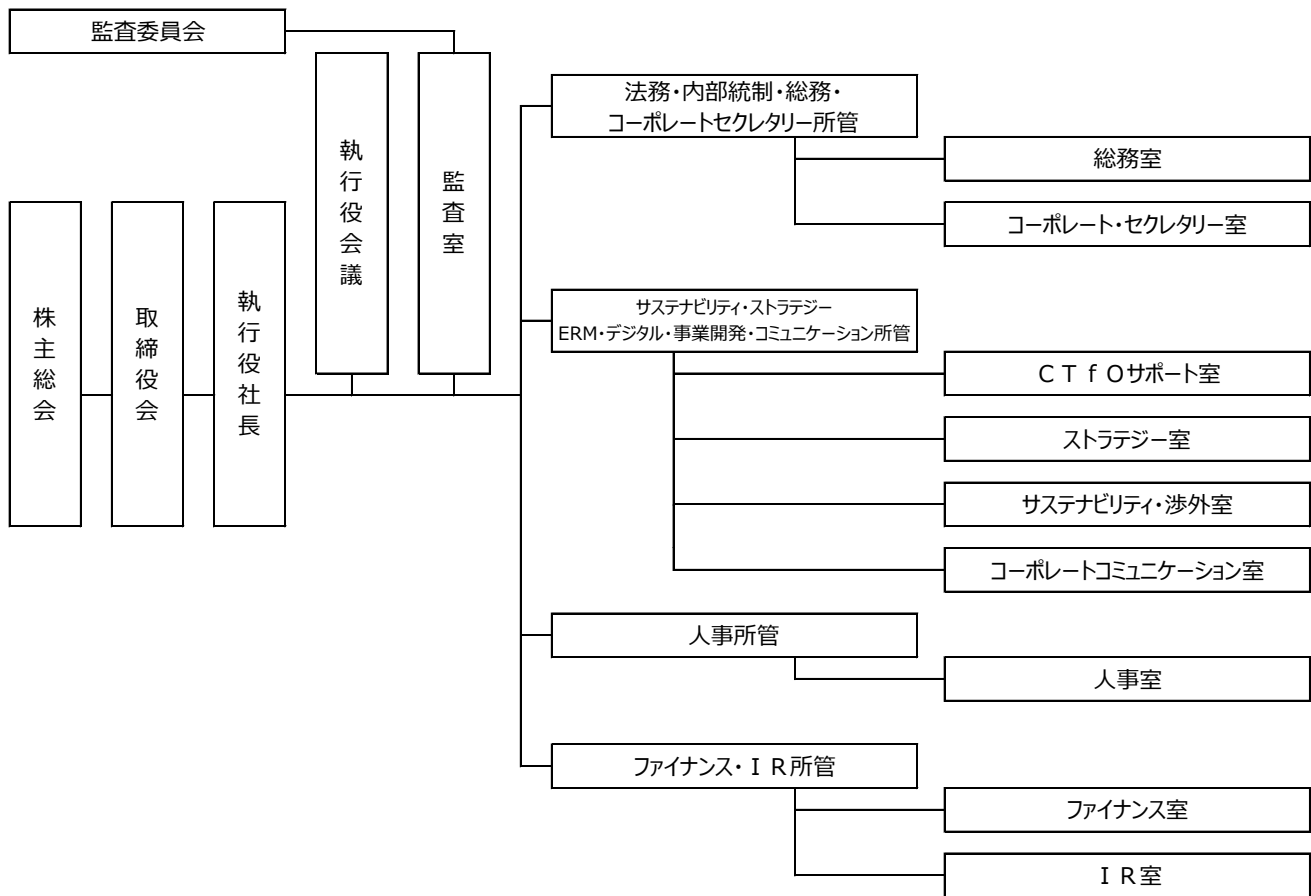 監査委員会
株主総会
取締役会
執行役社長
執行役会議
監査室
法務・内部統制・総務・
コーポレートセクレタリー所管
総務室
コーポレート・セクレタリー室
サステナビリティ・ストラテジー
ERM・デジタル・事業開発・コミュニケーション所管
ＣＴｆＯサポート室
ストラテジー室
サステナビリティ・渉外室
コーポレートコミュニケーション室
人事所管
人事室
ファイナンス・ＩＲ所管
ファイナンス室
ＩＲ室